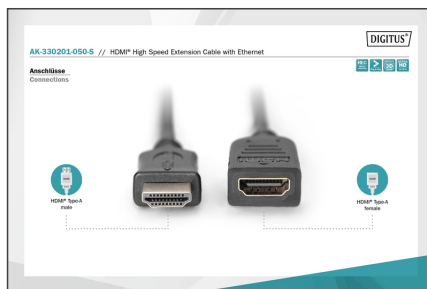 DIGITUS®
AK-330201-050-S // HDMI® High Speed Extension Cable with Ethernet
Anschlüsse
Connections
HDMI® Type-A
male
HDMI® Type-A
female